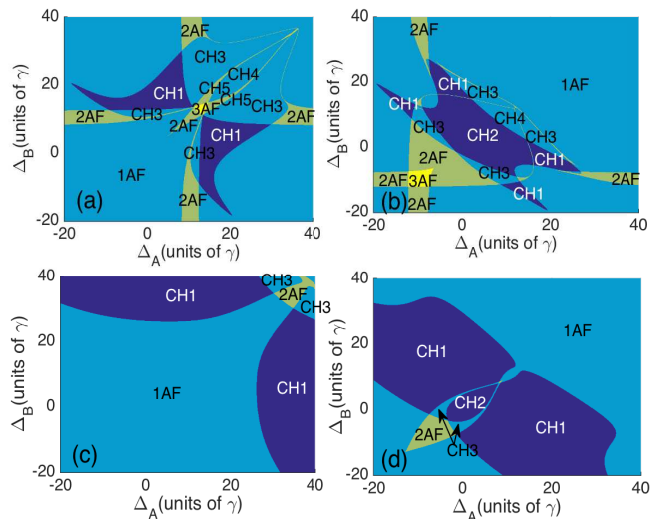 40
30
20
10
0
-20
-20
0
20
40
Δ_B(units of γ)
Δ_A(units of γ)
2AF
CH3
CH1
CH4
CH5
2AF
CH3
3AF
CH5
CH3
2AF
2AF
CH1
CH3
1AF
2AF
(a)
40
20
0
-20
-20
0
20
40
Δ_B(units of γ)
Δ_A(units of γ)
2AF
CH1
CH3
1AF
CH1
CH4
CH3
CH3
CH2
2AF
CH1
CH3
2AF
3AF
2AF
CH1
2AF
(b)
40
20
0
-20
-20
0
20
40
Δ_B(units of γ)
Δ_A(units of γ)
CH3
CH1
2AF
CH3
1AF
CH1
(c)
40
20
0
-20
-20
0
20
40
Δ_B(units of γ)
Δ_A(units of γ)
1AF
CH1
CH2
CH1
2AF
CH3
(d)